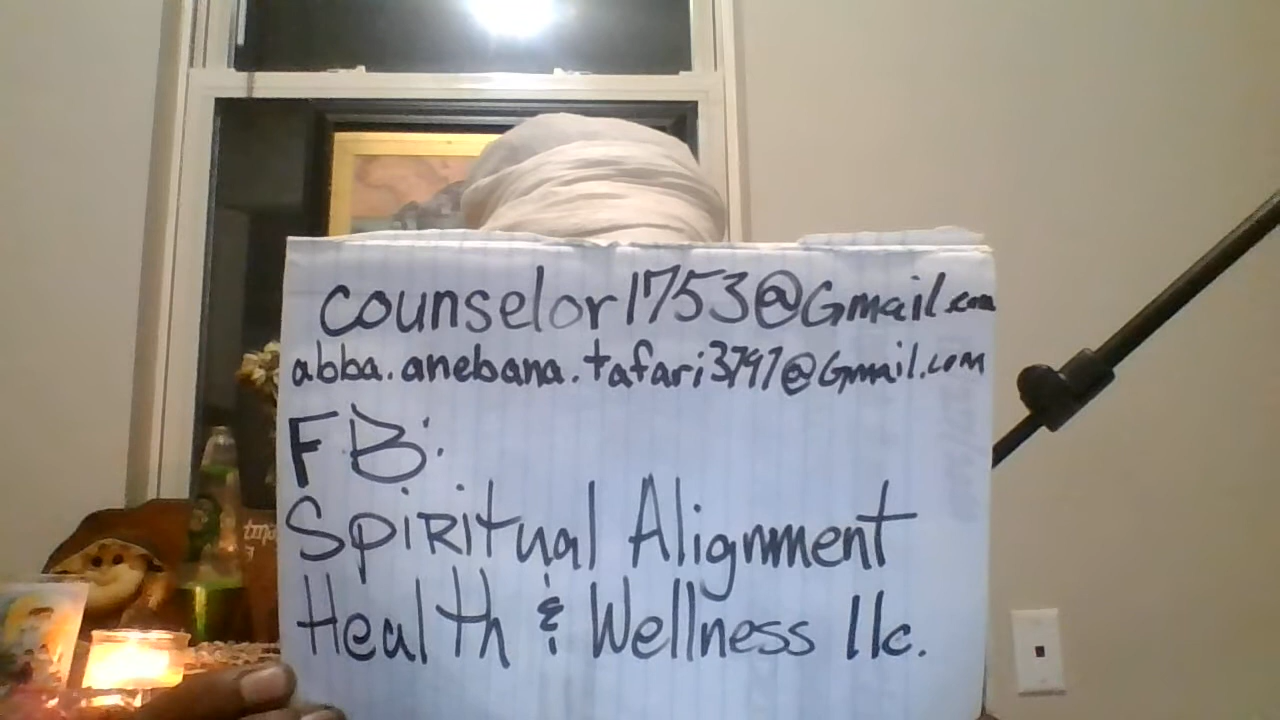 counselor1753@Gmail.com
abba.anebana.tafari3797@Gmail.com
FB:
Spiritual Alignment
Health & Wellness llc.